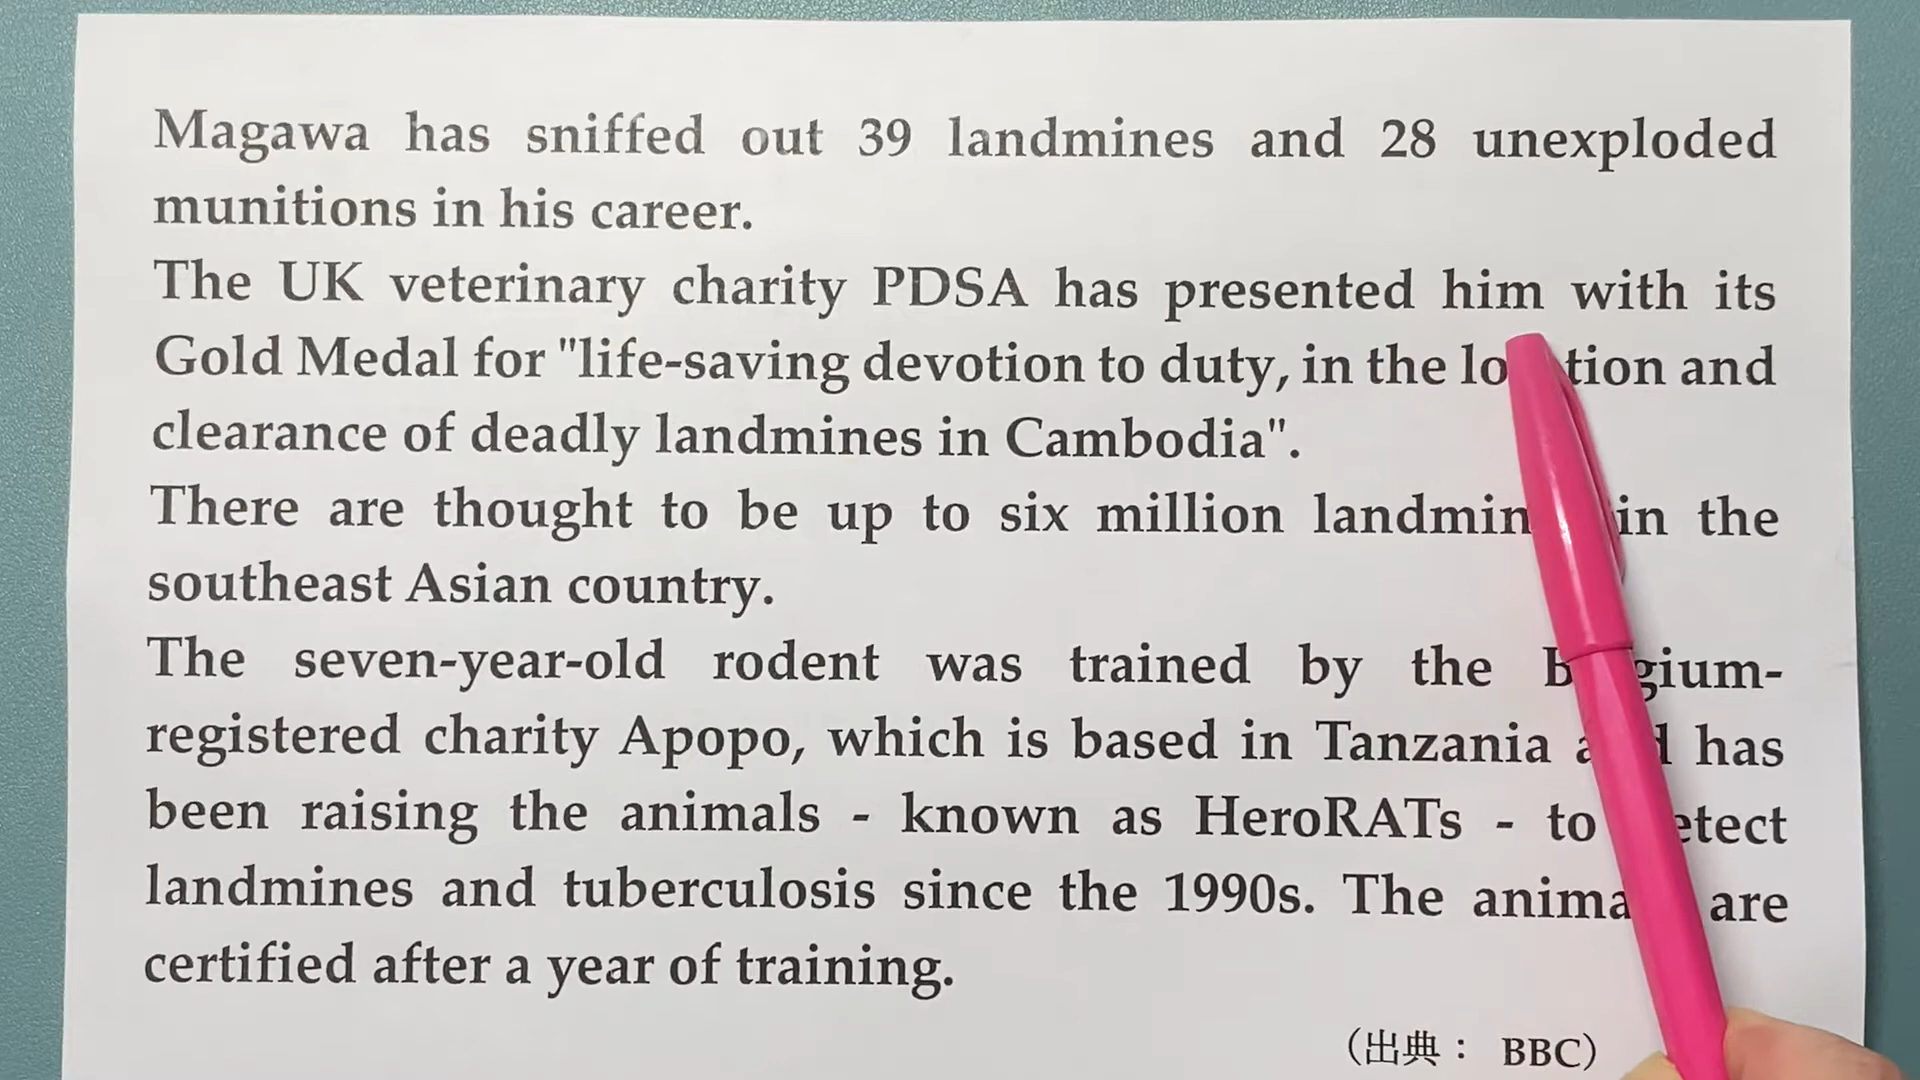 Magawa has sniffed out 39 landmines and 28 unexploded
munitions in his career.
The UK veterinary charity PDSA has presented him with its
Gold Medal for "life-saving devotion to duty, in the and
clearance of deadly landmines in Cambodia".
There are thought to be up to six million in the
southeast Asian country.
The seven-year-old rodent was trained by the
registered charity Apopo, which is based in Tanzania has
been raising the animals - known as HeroRATs - to
landmines and tuberculosis since the 1990s. The are
certified after a year of training.
（出典： BBC）